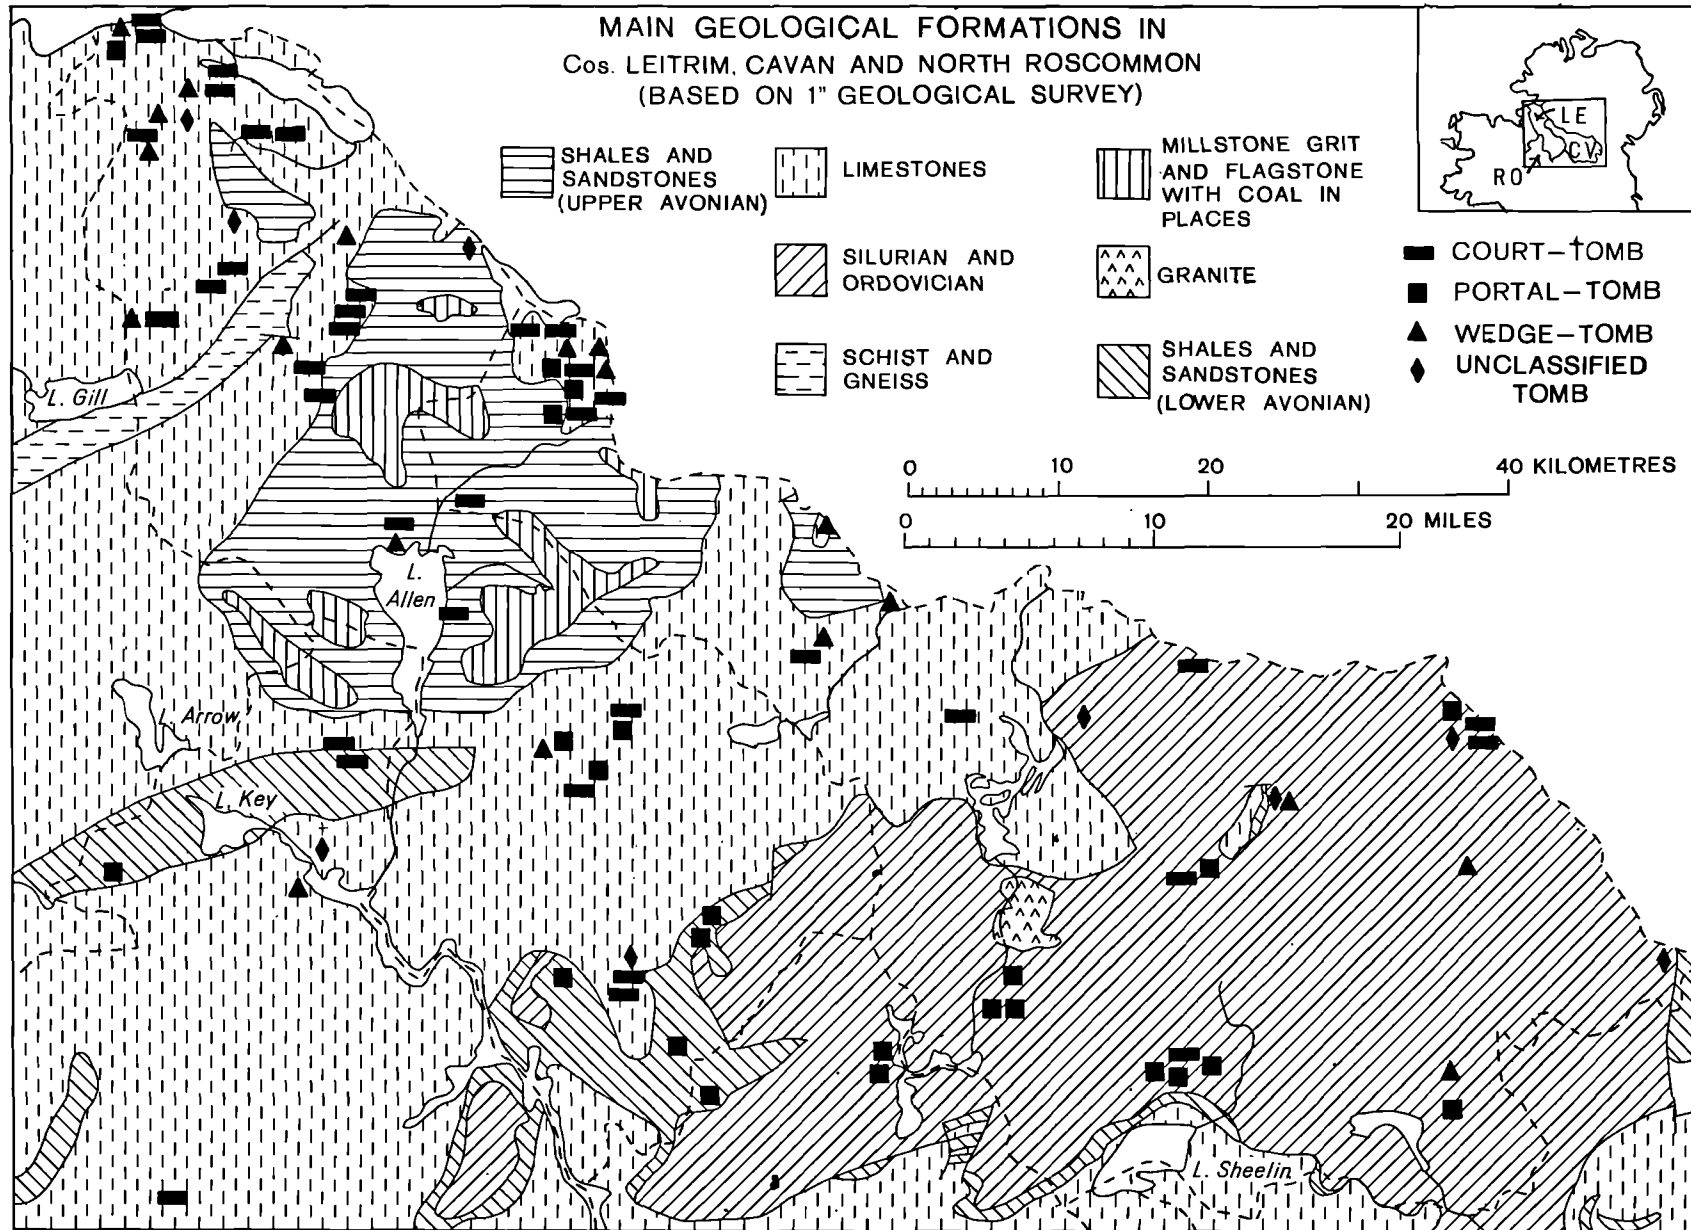 MAIN GEOLOGICAL FORMATIONS IN
Cos. LEITRIM, CAVAN AND NORTH ROSCOMMON
(BASED ON 1" GEOLOGICAL SURVEY)
SHALES AND
SANDSTONES
(UPPER AVONIAN)
LIMESTONES
MILLSTONE GRIT
AND FLAGSTONE
WITH COAL IN
PLACES
SILURIAN AND
ORDOVICIAN
GRANITE
SCHIST AND
GNEISS
SHALES AND
SANDSTONES
(LOWER AVONIAN)
LE
CV
RO
COURT-TOMB
PORTAL-TOMB
WEDGE-TOMB
UNCLASSIFIED
TOMB
0 10 20 40 KILOMETRES
0 10 20 MILES
L. Gill
L.
Allen
L. Arrow
L. Key
L. Sheelin